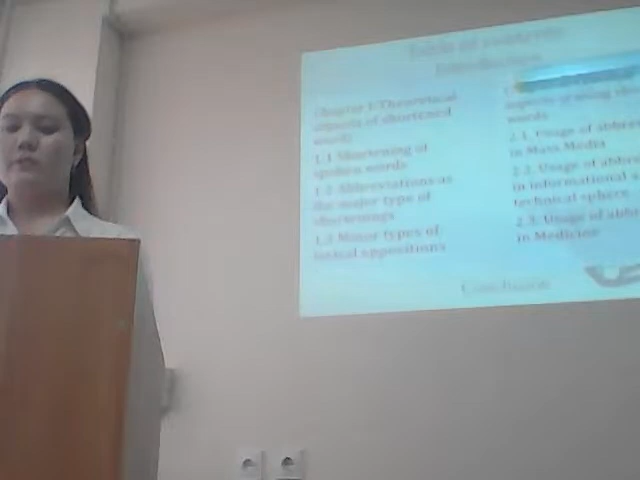 Table of contents
Introduction
Chapter I Theoretical
aspects of shortened
words
1.1 Shortening of
spoken words
1.2 Abbreviations as
the major type of
shortenings
1.3 Minor types of
lexical oppositions
aspects of using
words
2.1. Usage of abbre
in Mass Media
2.2. Usage of abbre
in informational a
technical sphere
2.3. Usage of abb
in Medicine
Conclusion